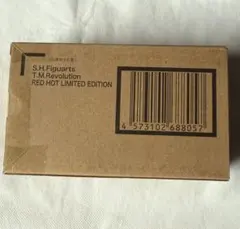 S.H.Figuarts
T.M.Revolution
RED HOT LIMITED EDITION
4 573102 688057